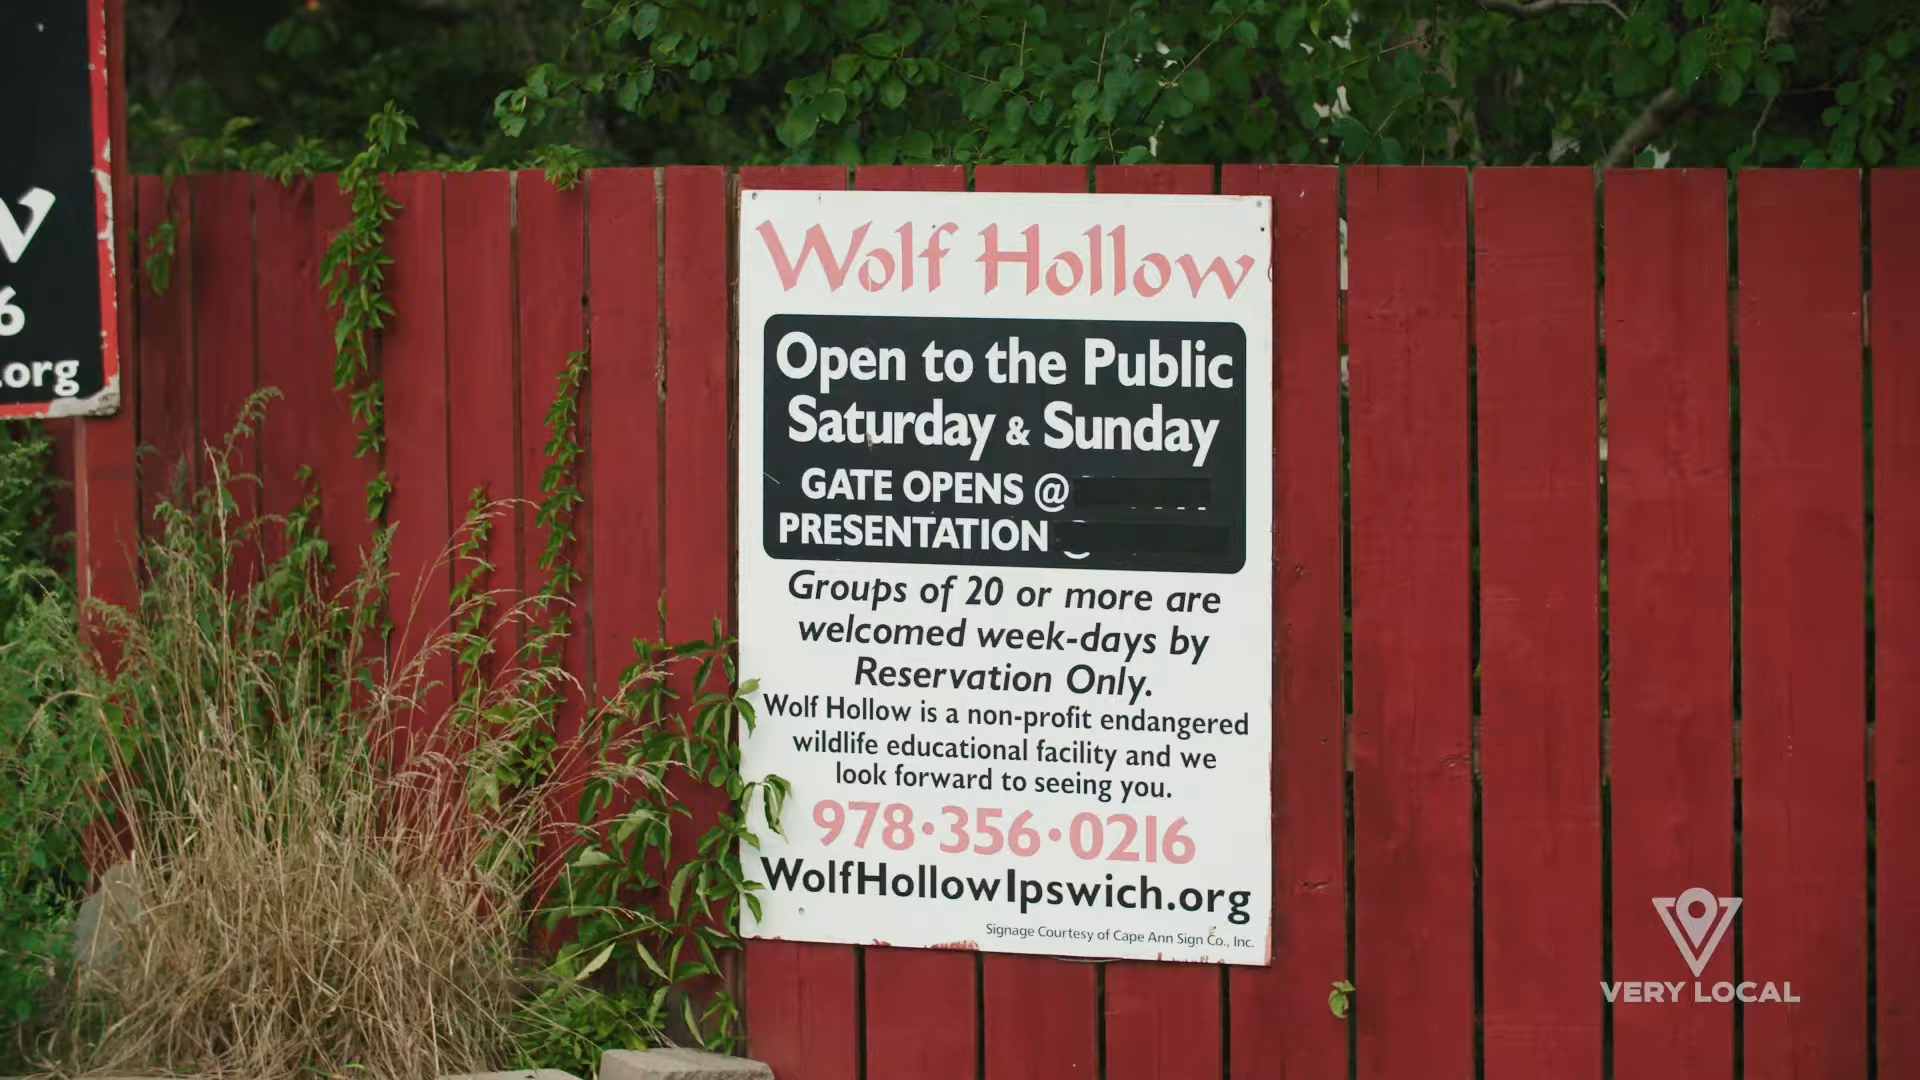 Wolf Hollow
Open to the Public
Saturday & Sunday
GATE OPENS @
PRESENTATION
Groups of 20 or more are
welcomed week-days by
Reservation Only.
Wolf Hollow is a non-profit endangered
wildlife educational facility and we
look forward to seeing you.
978·356·0216
WolfHollowIpswich.org
Signage Courtesy of Cape Ann Sign Co., Inc.
w
6
.org
VERY LOCAL